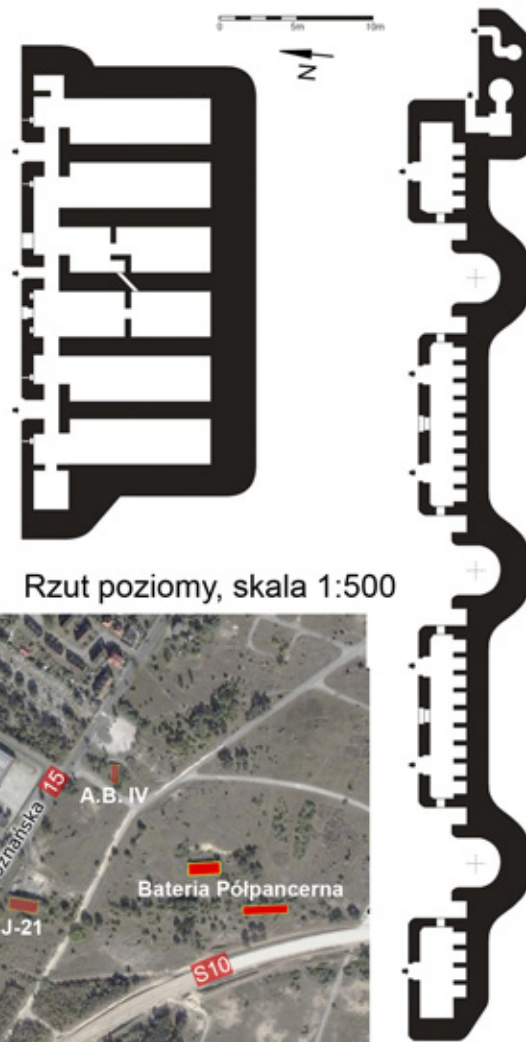 0 5m 10m
N
Rzut poziomy, skala 1:500
15
A.B. IV
Bateria Półpancerna
J-21
S10